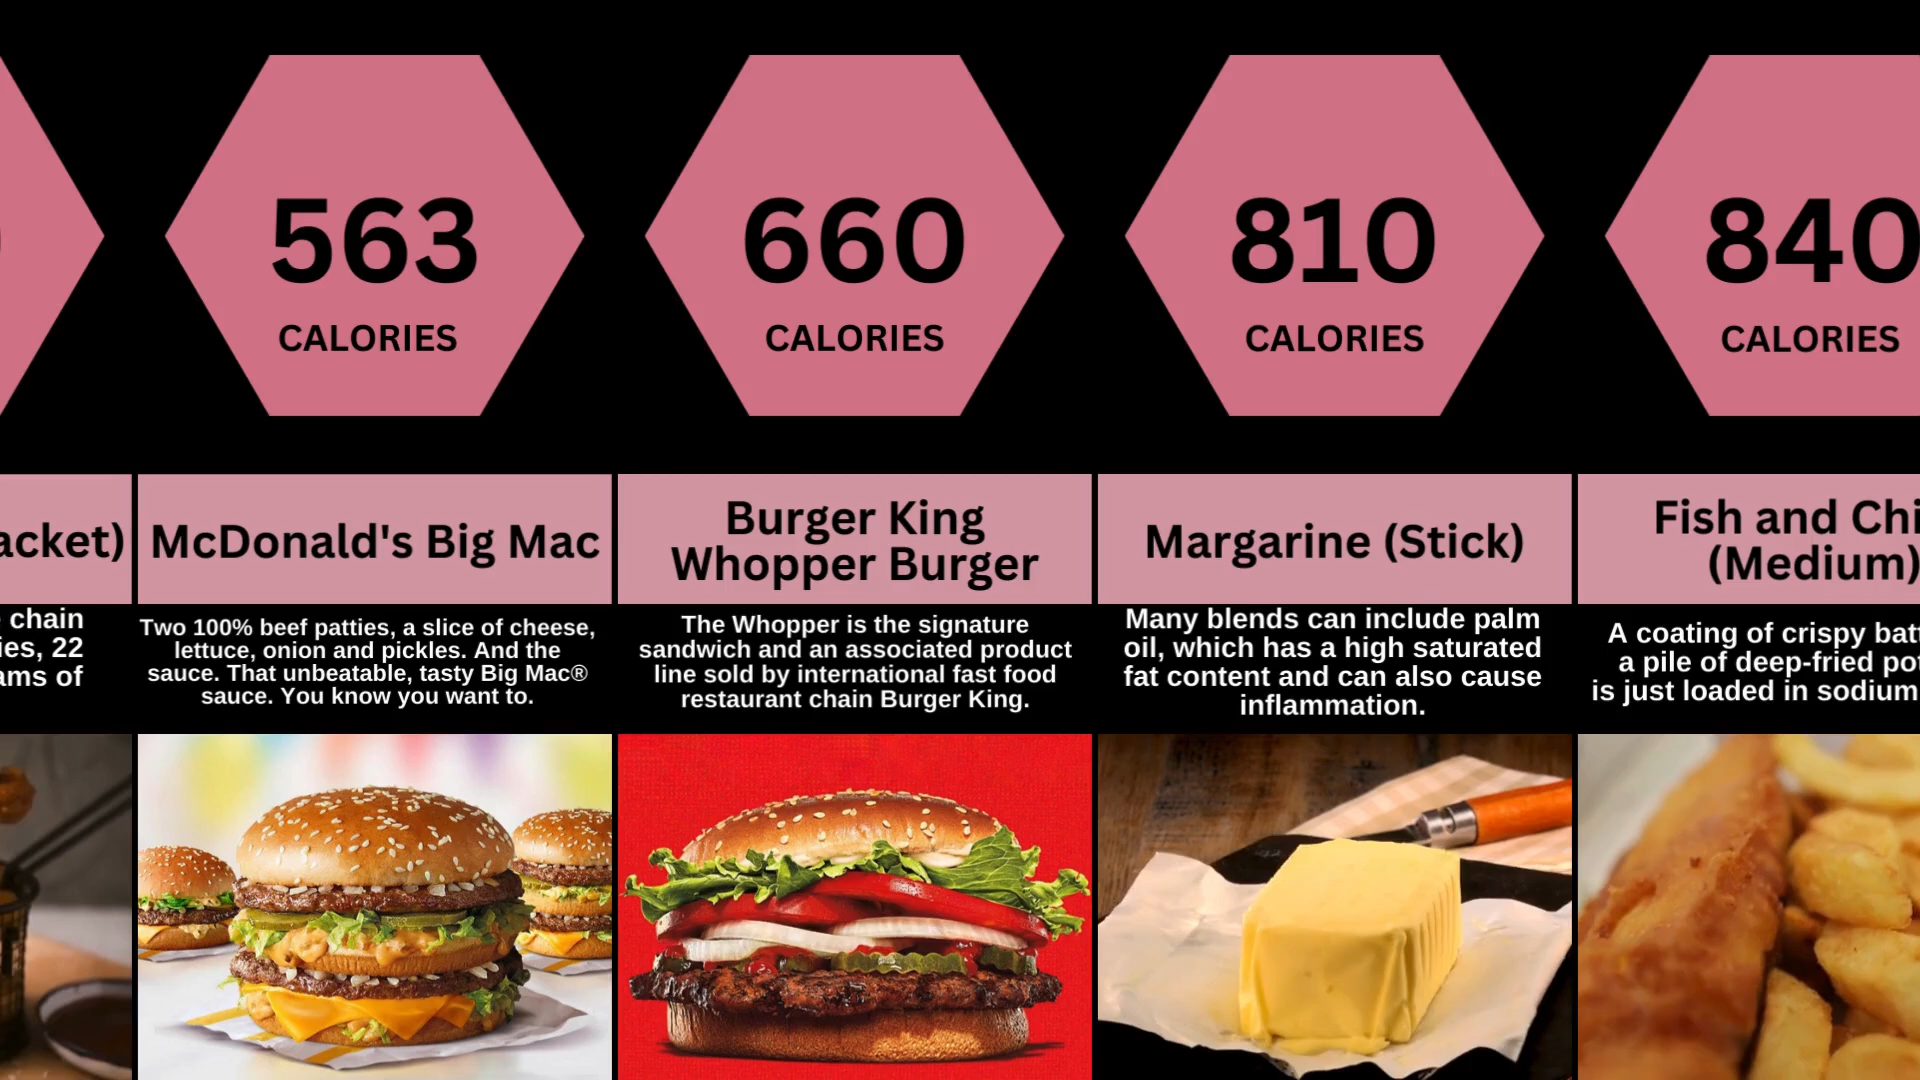 563
CALORIES
660
CALORIES
810
CALORIES
840
CALORIES
acket)
McDonald's Big Mac
Burger King
Whopper Burger
Margarine (Stick)
Fish and Chi
(Medium)
chain
ies, 22
ams of
Two 100% beef patties, a slice of cheese,
lettuce, onion and pickles. And the
sauce. That unbeatable, tasty Big Mac®
sauce. You know you want to.
The Whopper is the signature
sandwich and an associated product
line sold by international fast food
restaurant chain Burger King.
Many blends can include palm
oil, which has a high saturated
fat content and can also cause
inflammation.
A coating of crispy bat
a pile of deep-fried po
is just loaded in sodium